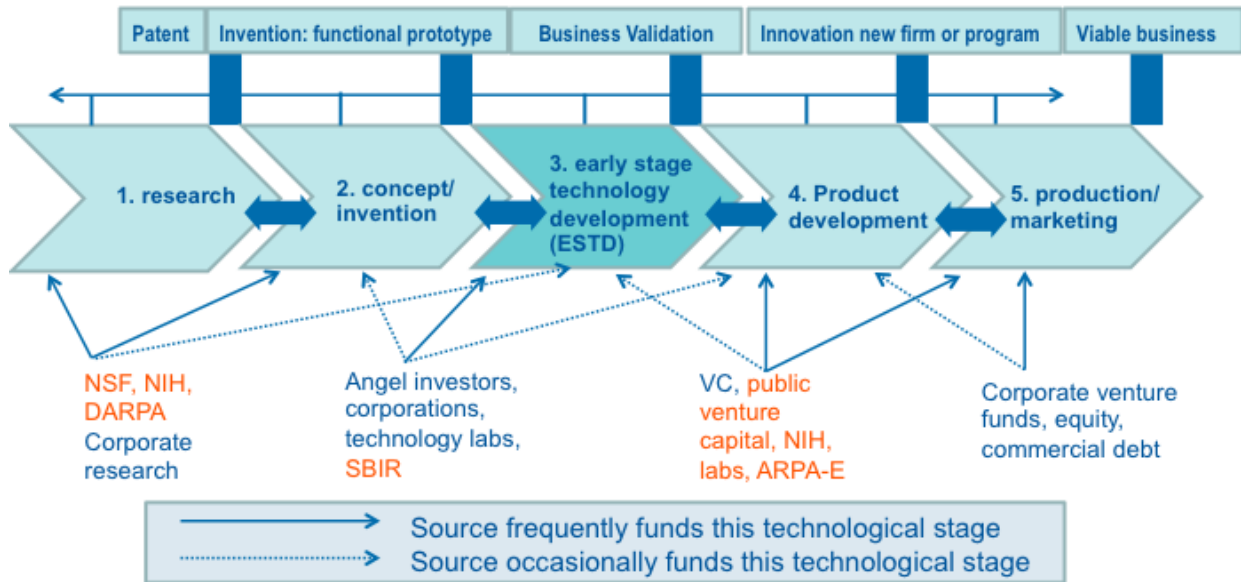 Patent
Invention: functional prototype
Business Validation
Innovation new firm or program
Viable business
1. research
2. concept/
invention
3. early stage
technology
development
(ESTD)
4. Product
development
5. production/
marketing
NSF, NIH,
DARPA
Corporate
research
Angel investors,
corporations,
technology labs,
SBIR
VC, public
venture
capital, NIH,
labs, ARPA-E
Corporate venture
funds, equity,
commercial debt
Source frequently funds this technological stage
Source occasionally funds this technological stage